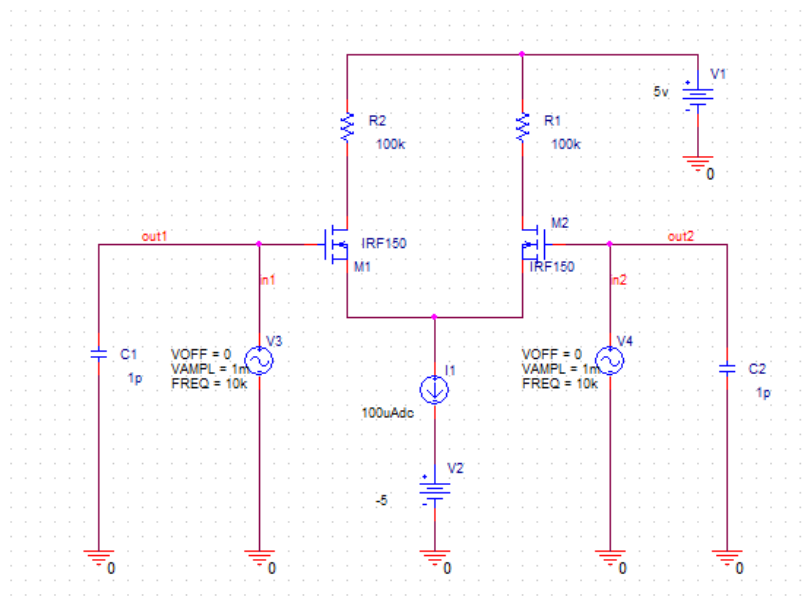 V1
5v
0
R2
100k
R1
100k
out1
IRF150
M1
M2
IRF150
out2
in1
in2
C1
1p
VOFF = 0
VAMPL = 1m
FREQ = 10k
V3
I1
100uAdc
VOFF = 0
VAMPL = 1m
FREQ = 10k
V4
C2
1p
V2
-5
0
0
0
0
0